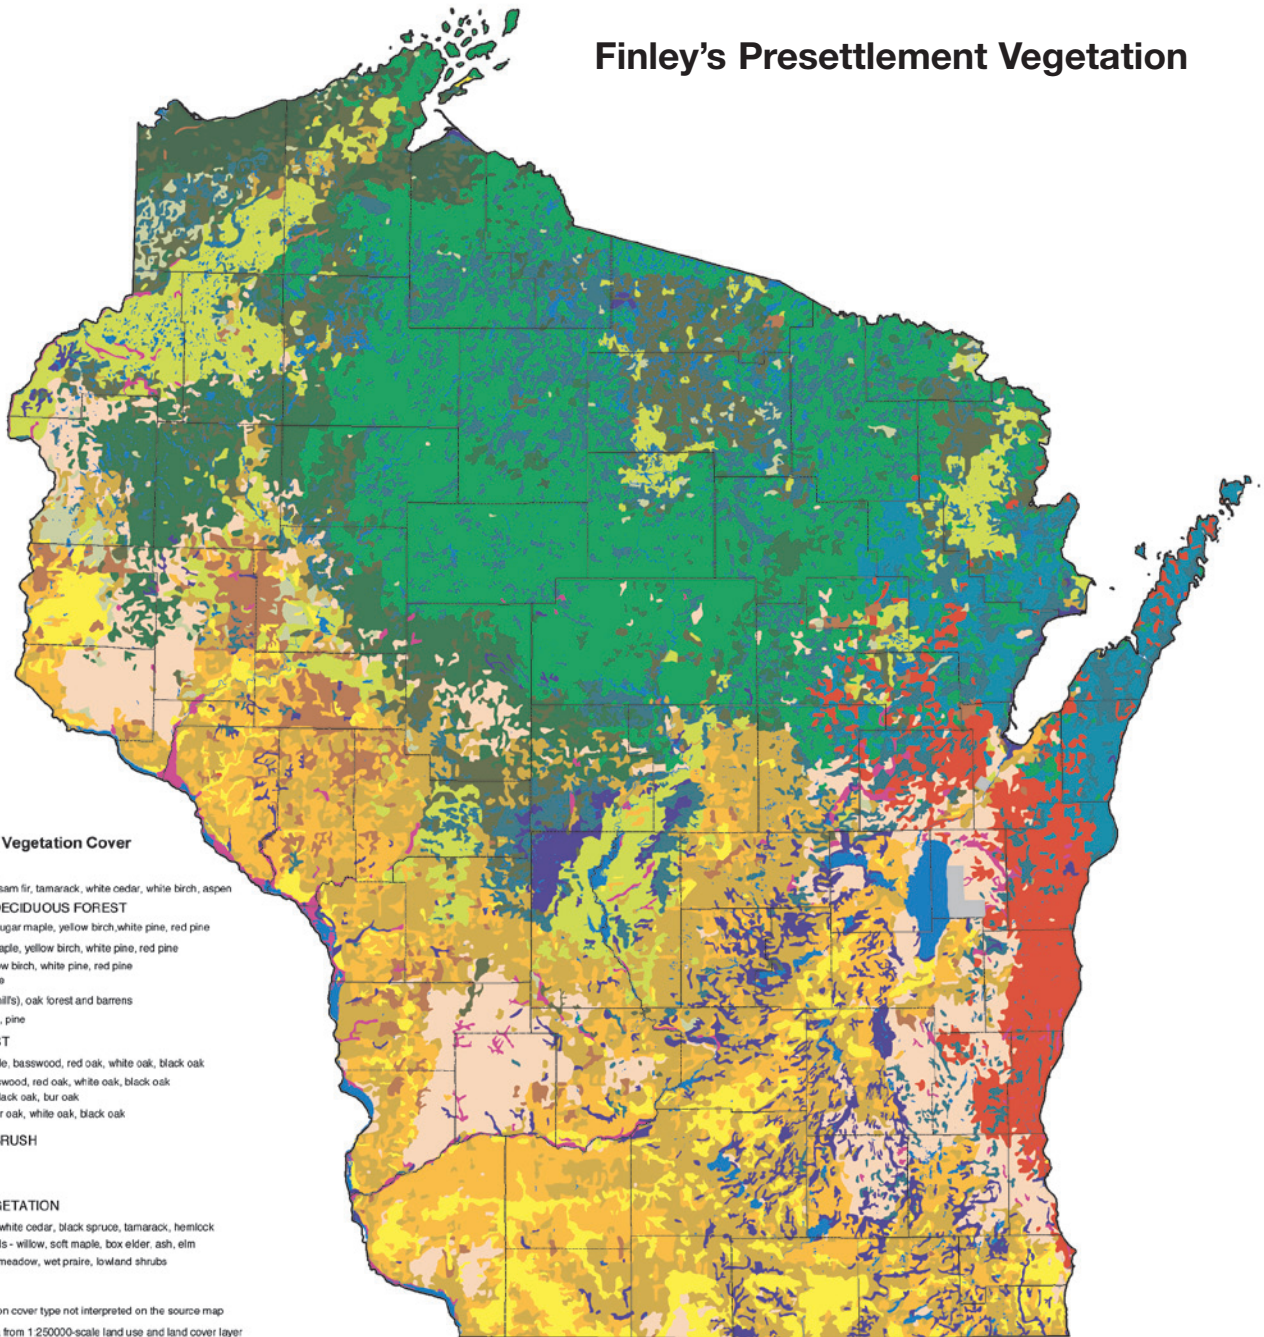 Finley's Presettlement Vegetation
Vegetation Cover
sam fir, tamarack, white cedar, white birch, aspen
ECIDUOUS FOREST
ugar maple, yellow birch,white pine, red pine
aple, yellow birch, white pine, red pine
w birch, white pine, red pine
e
nill's), oak forest and barrens
, pine
ST
le, basswood, red oak, white oak, black oak
swood, red oak, white oak, black oak
lack oak, bur oak
r oak, white oak, black oak
RUSH
GETATION
white cedar, black spruce, tamarack, hemlock
ls - willow, soft maple, box elder, ash, elm
meadow, wet praire, lowland shrubs
on cover type not interpreted on the source map
from 1:250000-scale land use and land cover layer